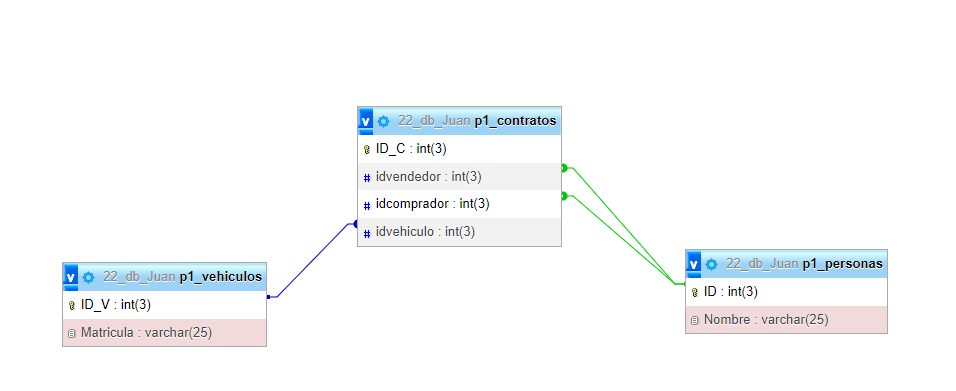 v 22_db_Juan p1_contratos
ID_C : int(3)
# idvendedor : int(3)
# idcomprador : int(3)
# idvehiculo : int(3)
v 22_db_Juan p1_vehiculos
ID_V : int(3)
Matricula : varchar(25)
v 22_db_Juan p1_personas
ID : int(3)
Nombre : varchar(25)